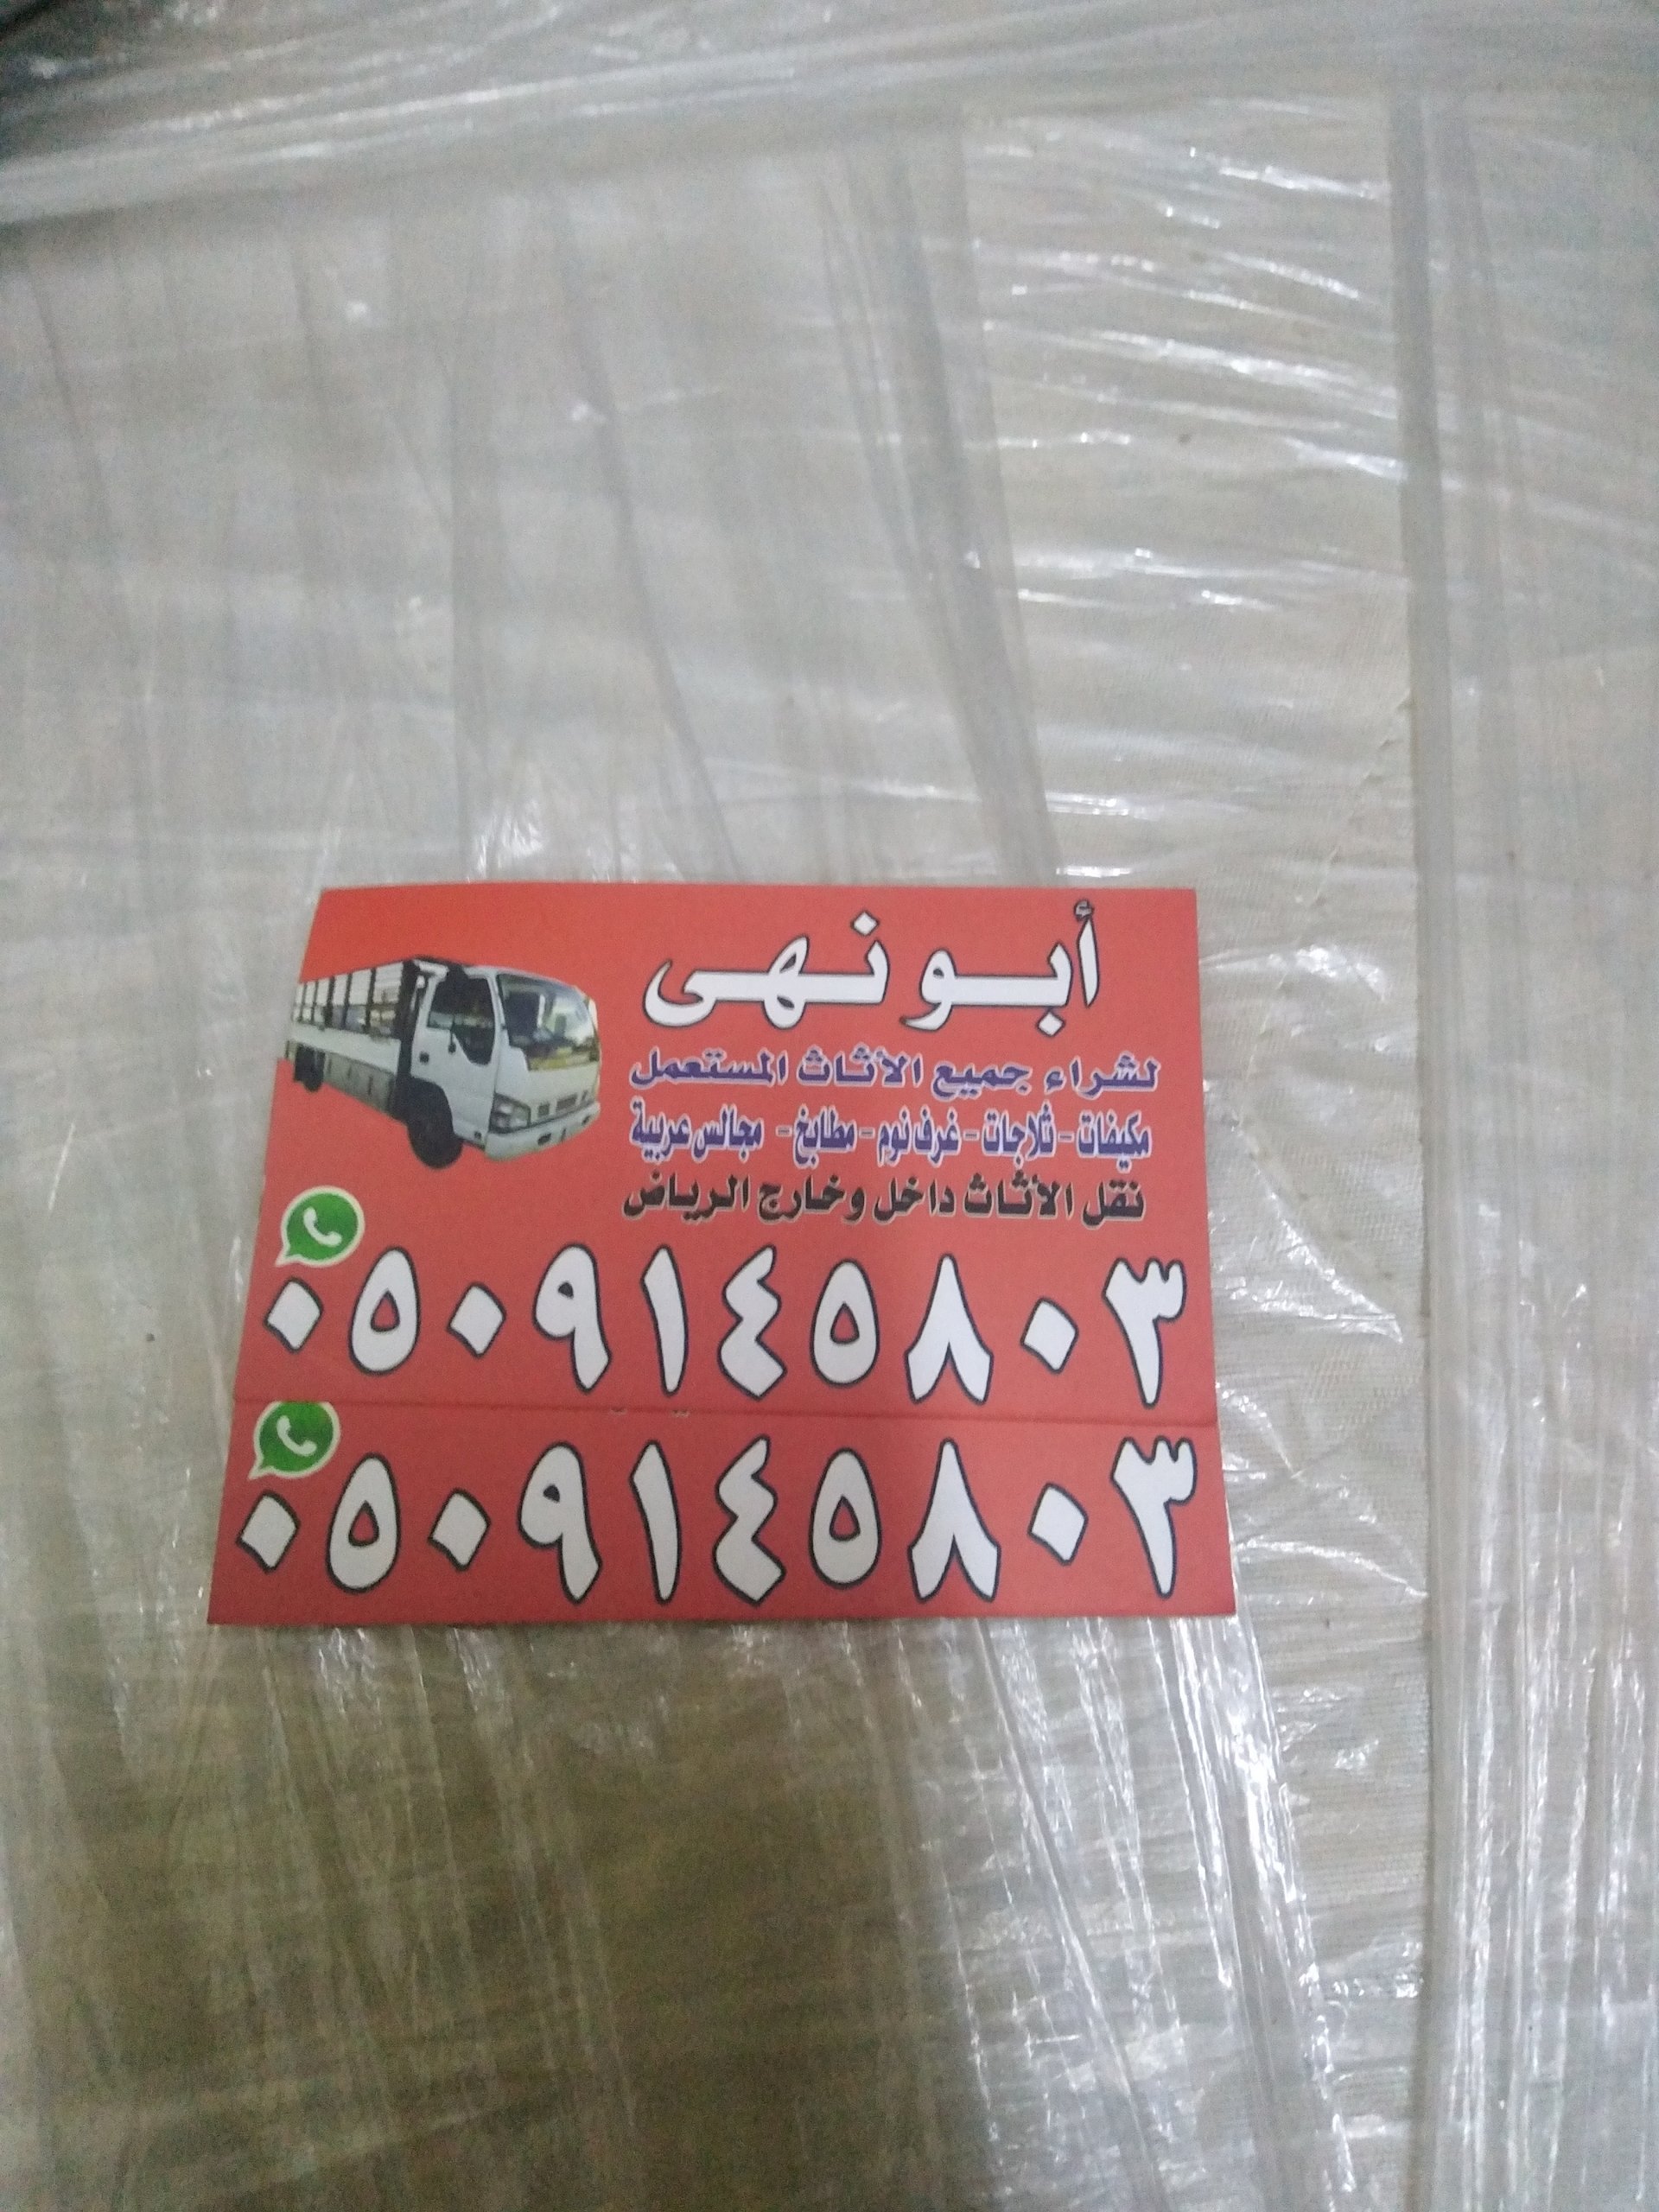 أبو نهى
لشراء جميع الأثاث المستعمل
مكيفات - ثلاجات - غرف نوم - مطابخ - مجالس عربية
نقل الأثاث داخل وخارج الرياض
٠٥٠٩١٤٥٨٠٣
٠٥٠٩١٤٥٨٠٣